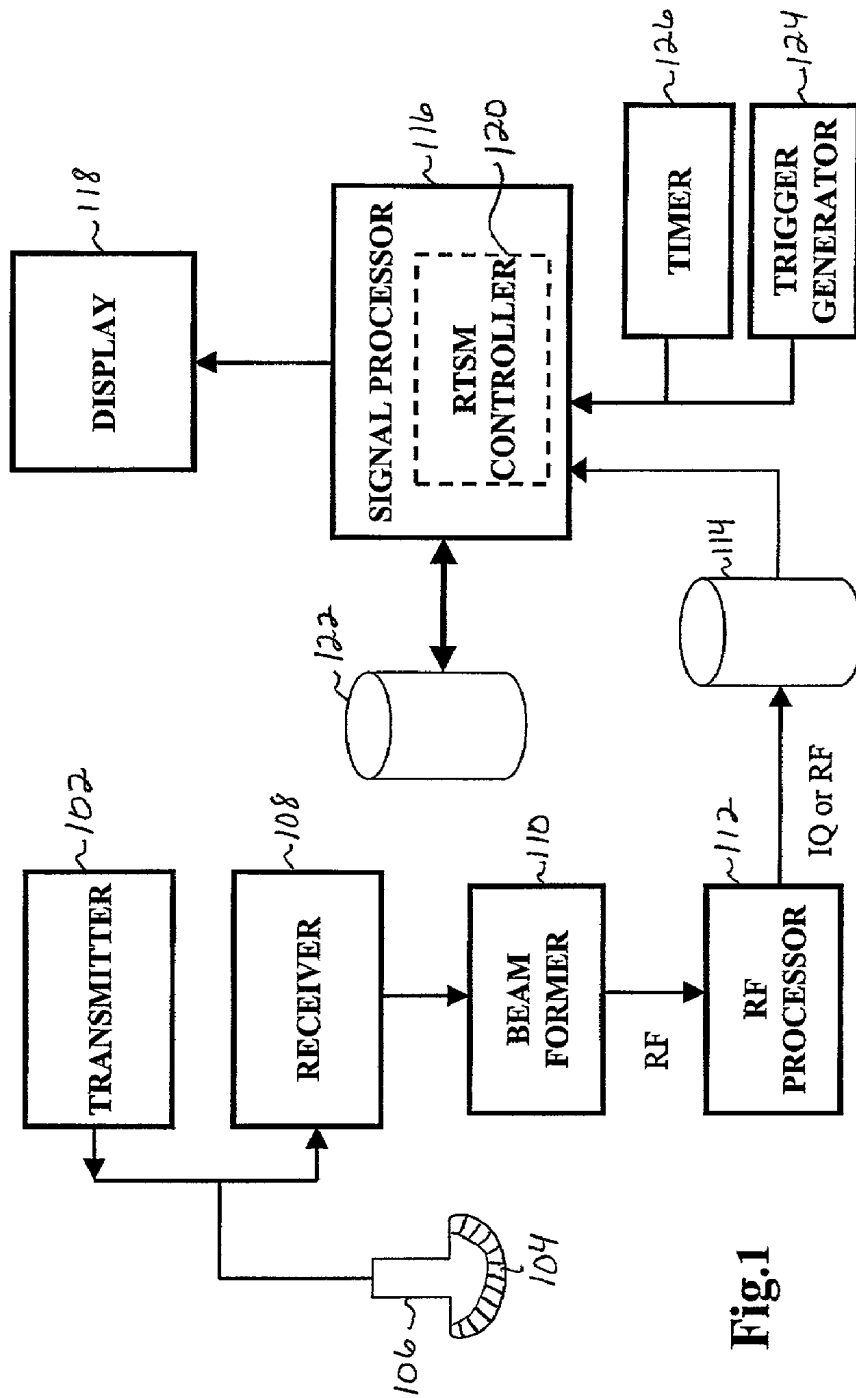 118
DISPLAY
116
SIGNAL PROCESSOR
RTSM
CONTROLLER
120
126
TIMER
124
TRIGGER
GENERATOR
122
114
102
TRANSMITTER
108
RECEIVER
110
BEAM
FORMER
RF
112
RF
PROCESSOR
IQ or RF
106
104
Fig.1